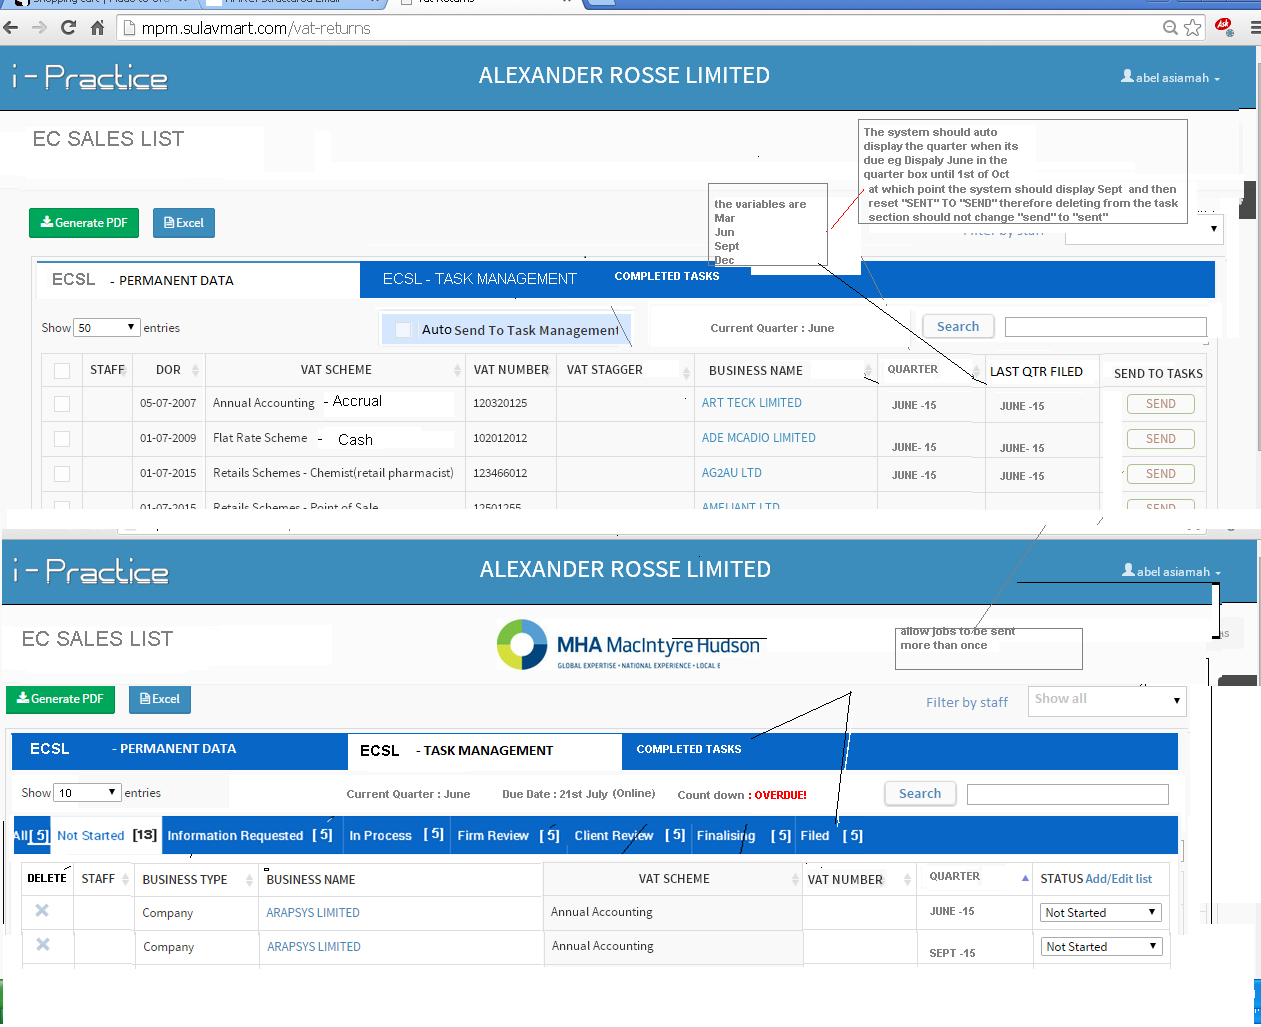 mpm.sulavmart.com/vat-returns
Ask
i - Practice
ALEXANDER ROSSE LIMITED
abel asiamah
EC SALES LIST
The system should auto
display the quarter when its
due eg Dispaly June in the
quarter box until 1st of Oct
at which point the system should display Sept and then
reset "SENT" TO "SEND" therefore deleting from the task
section should not change "send" to "sent"
the variables are
Mar
Jun
Sept
Dec
Generate PDF
Excel
Filter by staff
ECSL - PERMANENT DATA
ECSL - TASK MANAGEMENT
COMPLETED TASKS
Show 50 entries
Auto Send To Task Management
Current Quarter : June
Search
STAFF DOR VAT SCHEME VAT NUMBER VAT STAGGER BUSINESS NAME QUARTER LAST QTR FILED SEND TO TASKS
05-07-2007 Annual Accounting - Accrual 120320125 ART TECK LIMITED JUNE -15 JUNE -15 SEND
01-07-2009 Flat Rate Scheme - Cash 102012012 ADE MCADIO LIMITED JUNE- 15 JUNE- 15 SEND
01-07-2015 Retails Schemes - Chemist(retail pharmacist) 123466012 AG2AU LTD JUNE -15 JUNE -15 SEND
01-07-2015 Retails Schemes - Point of Sale 12501255 AMELIANT LTD SEND
i - Practice
ALEXANDER ROSSE LIMITED
abel asiamah
EC SALES LIST
MHA MacIntyre Hudson
GLOBAL EXPERTISE • NATIONAL EXPERIENCE • LOCAL E
allow jobs to be sent
more than once
as
Generate PDF
Excel
Filter by staff
Show all
ECSL - PERMANENT DATA
ECSL - TASK MANAGEMENT
COMPLETED TASKS
Show 10 entries
Current Quarter : June
Due Date : 21st July (Online)
Count down : OVERDUE!
Search
All [ 5] Not Started [13] Information Requested [ 5] In Process [ 5] Firm Review [ 5] Client Review [ 5] Finalising [ 5] Filed [ 5]
DELETE STAFF BUSINESS TYPE BUSINESS NAME VAT SCHEME VAT NUMBER QUARTER STATUS Add/Edit list
Company ARAPSYS LIMITED Annual Accounting JUNE -15 Not Started
Company ARAPSYS LIMITED Annual Accounting SEPT -15 Not Started